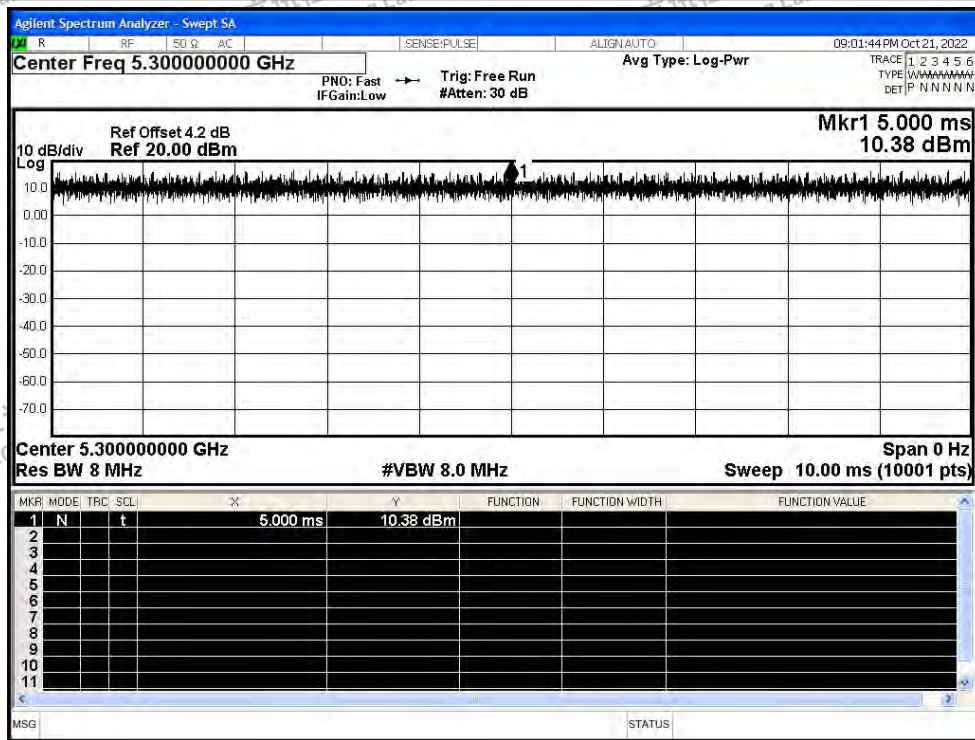 Agilent Spectrum Analyzer - Swept SA
R RF 50 Ω AC SENSE:PULSE ALIGN AUTO 09:01:44 PM Oct 21, 2022
Center Freq 5.300000000 GHz
PNO: Fast
IFGain:Low
Trig: Free Run
#Atten: 30 dB
Avg Type: Log-Pwr
TRACE 1 2 3 4 5 6
TYPE
DET P N N N N N
Mkr1 5.000 ms
10.38 dBm
Ref Offset 4.2 dB
10 dB/div Ref 20.00 dBm
Log
1
10.0
0.00
-10.0
-20.0
-30.0
-40.0
-50.0
-60.0
-70.0
Center 5.300000000 GHz Span 0 Hz
Res BW 8 MHz #VBW 8.0 MHz Sweep 10.00 ms (10001 pts)
MKR MODE TRC SCL X Y FUNCTION FUNCTION WIDTH FUNCTION VALUE
1 N t 5.000 ms 10.38 dBm
2
3
4
5
6
7
8
9
10
11
MSG STATUS